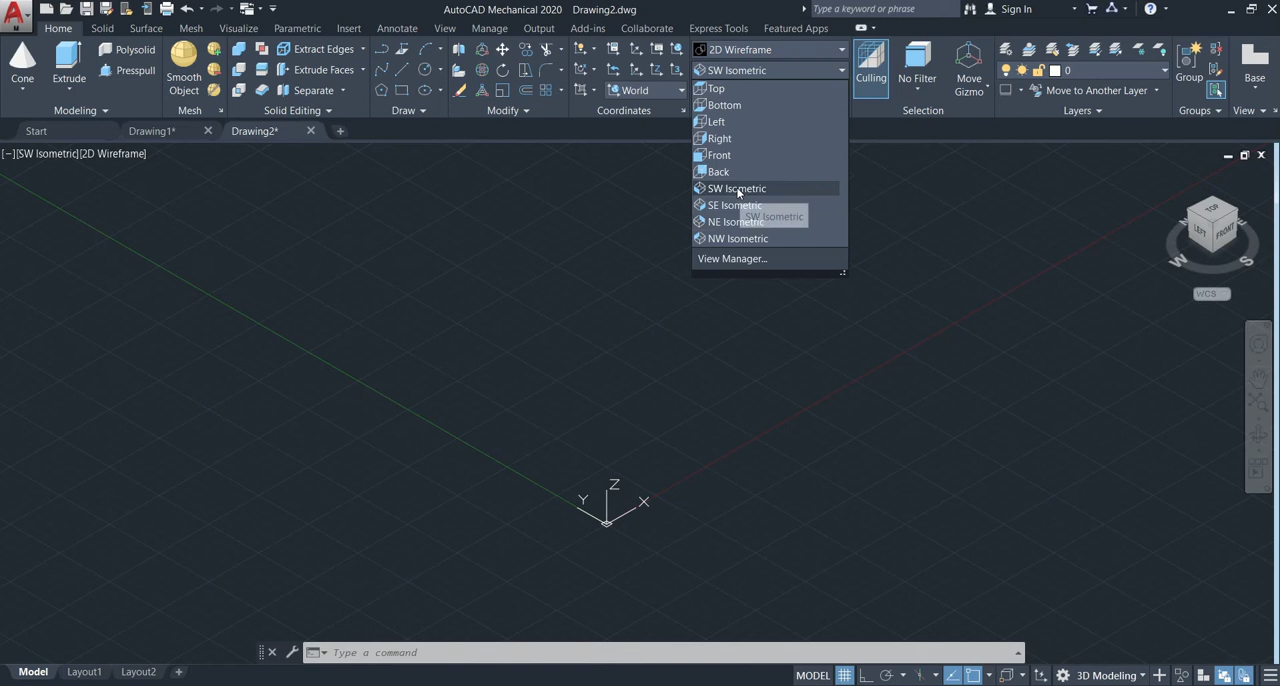 AutoCAD Mechanical 2020 Drawing2.dwg
Type a keyword or phrase
Sign In
Home Solid Surface Mesh Visualize Parametric Insert Annotate View Manage Output Add-ins Collaborate Express Tools Featured Apps
Cone
Extrude
Polysolid
Presspull
Modeling
Smooth
Object
Mesh
Extract Edges
Extrude Faces
Separate
Solid Editing
Draw
Modify
World
Coordinates
2D Wireframe
SW Isometric
Top
Bottom
Left
Right
Front
Back
SW Isometric
SE Isometric
NE Isometric
NW Isometric
View Manager...
SW Isometric
Culling
No Filter
Move
Gizmo
Selection
0
Move to Another Layer
Layers
Group
Groups
Base
View
Start Drawing1* Drawing2*
[−][SW Isometric][2D Wireframe]
TOP
LEFT
FRONT
N
W
S
WCS
Z
Y
X
Type a command
Model Layout1 Layout2
MODEL
3D Modeling